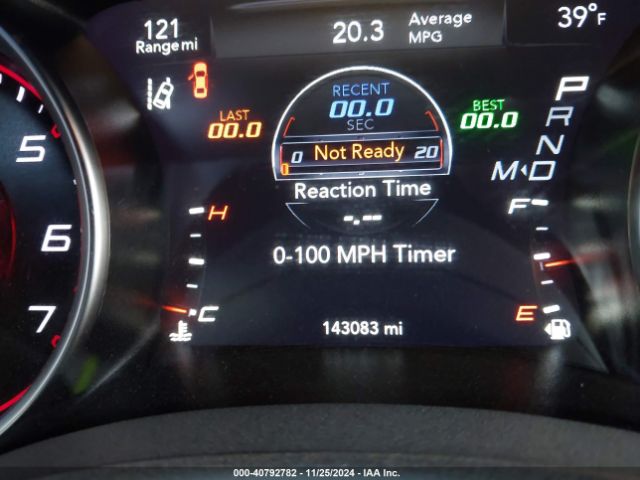 121
Range mi
20.3
Average
MPG
39°F
RECENT
00.0
SEC
LAST
00.0
BEST
00.0
0 Not Ready 20
Reaction Time
-.--
0-100 MPH Timer
P
R
N
M D
5
6
7
H
C
F
E
143083 mi
000-40792782 - 11/25/2024 - IAA Inc.